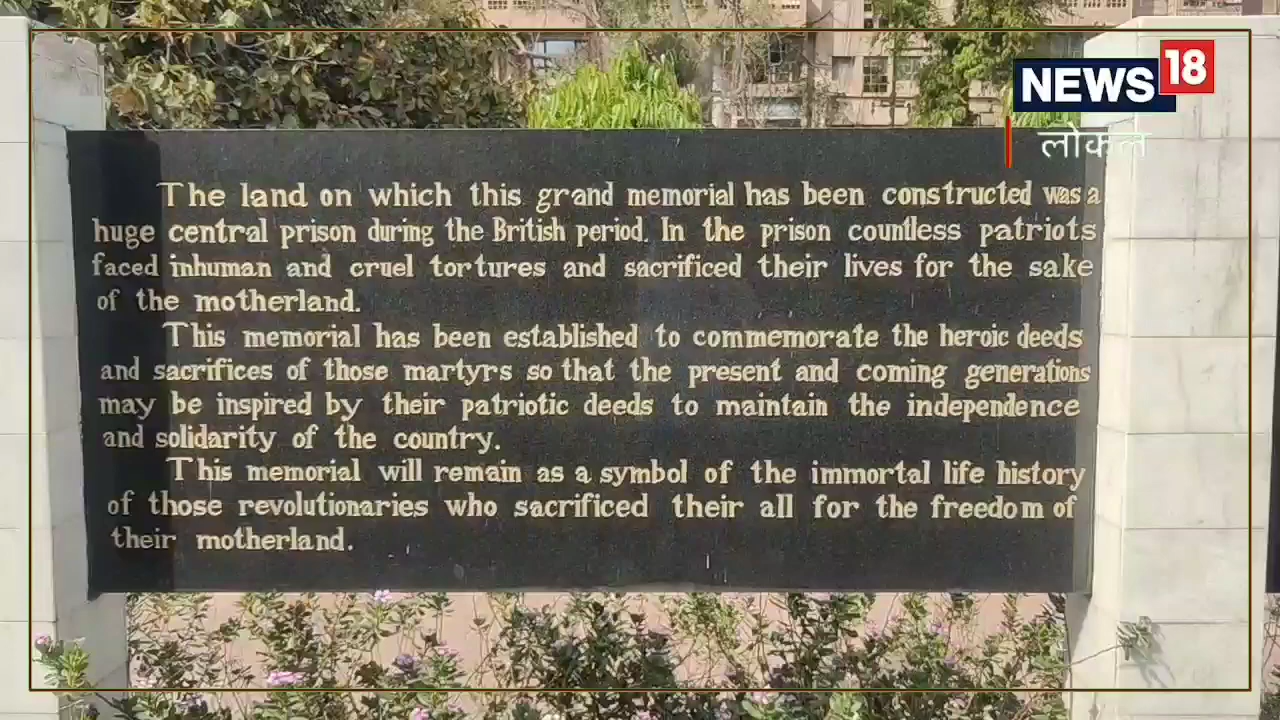 NEWS 18
लोकल
The land on which this grand memorial has been constructed was a
huge central prison during the British period. In the prison countless patriots
faced inhuman and cruel tortures and sacrificed their lives for the sake
of the motherland.
This memorial has been established to commemorate the heroic deeds
and sacrifices of those martyrs so that the present and coming generations
may be inspired by their patriotic deeds to maintain the independence
and solidarity of the country.
This memorial will remain as a symbol of the immortal life history
of those revolutionaries who sacrificed their all for the freedom of
their motherland.